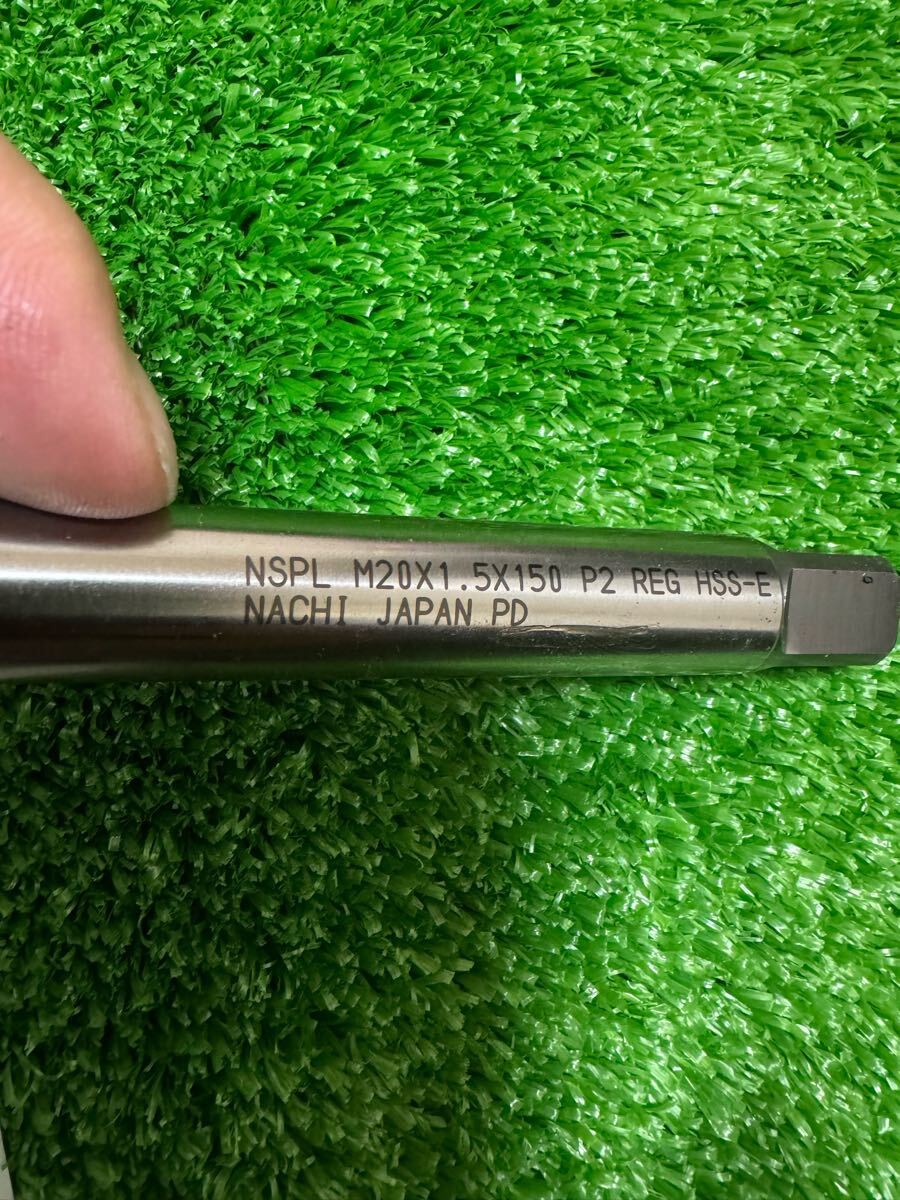 NSPL M20X1.5X150 P2 REG HSS-E
NACHI JAPAN PD